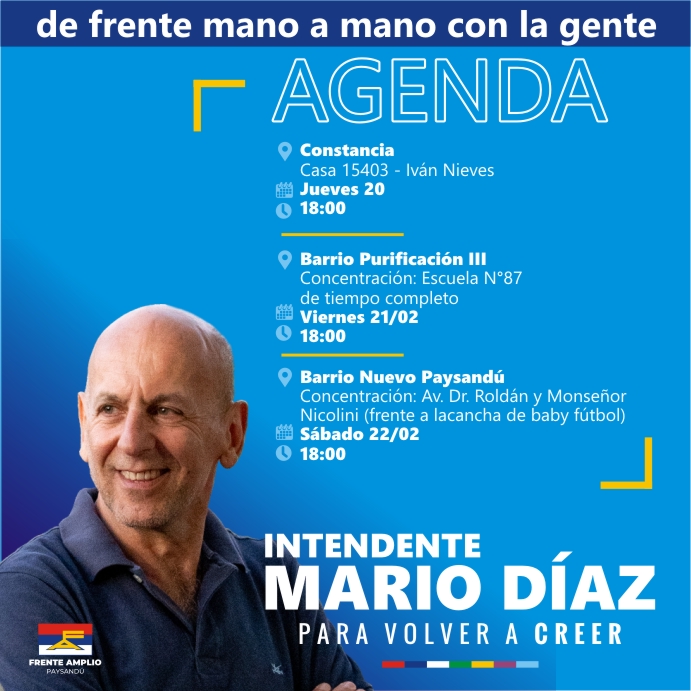 de frente mano a mano con la gente
AGENDA
Constancia
Casa 15403 - Iván Nieves
Jueves 20
18:00
Barrio Purificación III
Concentración: Escuela N°87
de tiempo completo
Viernes 21/02
18:00
Barrio Nuevo Paysandú
Concentración: Av. Dr. Roldán y Monseñor
Nicolini (frente a lacancha de baby fútbol)
Sábado 22/02
18:00
INTENDENTE
MARIO DÍAZ
PARA VOLVER A CREER
FA
FRENTE AMPLIO
PAYSANDÚ